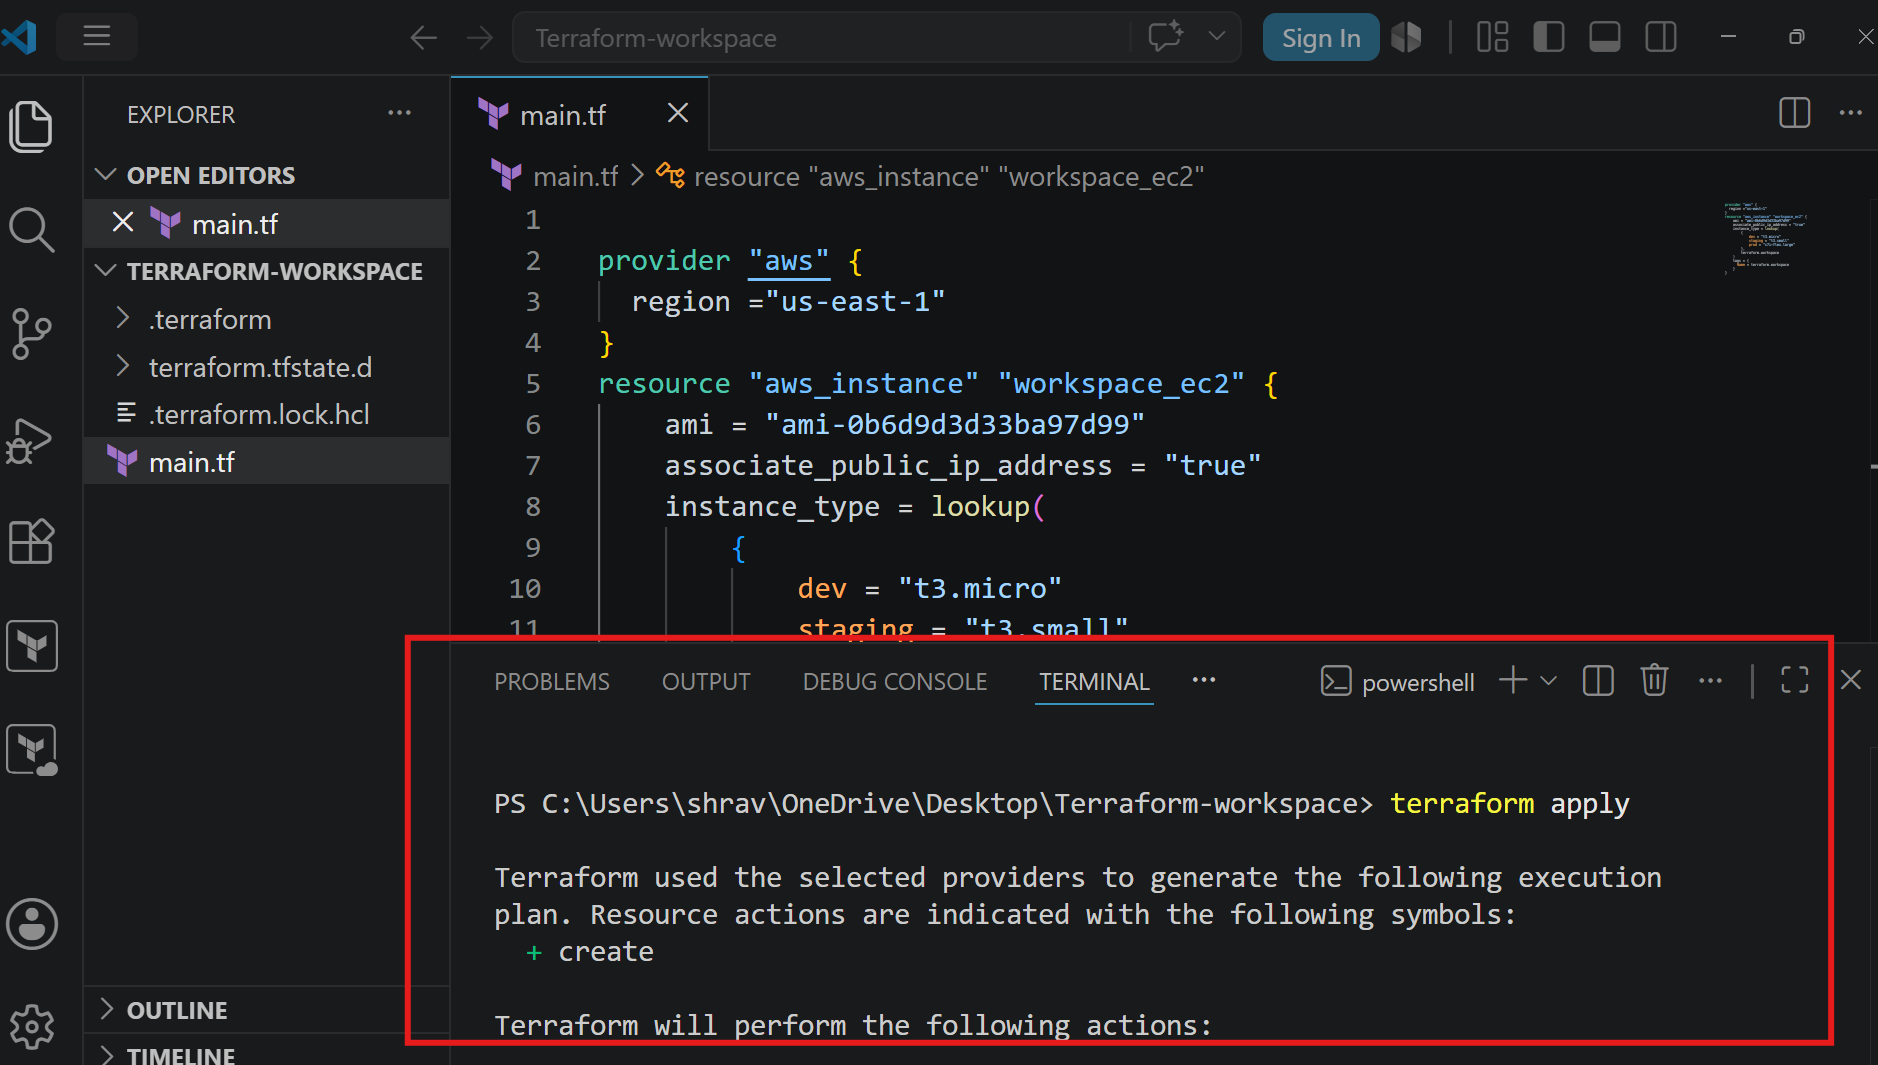 Terraform-workspace
Sign In
EXPLORER
OPEN EDITORS
main.tf
TERRAFORM-WORKSPACE
.terraform
terraform.tfstate.d
.terraform.lock.hcl
main.tf
OUTLINE
TIMELINE
main.tf
main.tf > resource "aws_instance" "workspace_ec2"
1
2 provider "aws" {
3 region ="us-east-1"
4 }
5 resource "aws_instance" "workspace_ec2" {
6 ami = "ami-0b6d9d3d33ba97d99"
7 associate_public_ip_address = "true"
8 instance_type = lookup(
9 {
10 dev = "t3.micro"
11 staging = "t3.small"
PROBLEMS OUTPUT DEBUG CONSOLE TERMINAL ... powershell
PS C:\Users\shrav\OneDrive\Desktop\Terraform-workspace> terraform apply
Terraform used the selected providers to generate the following execution
plan. Resource actions are indicated with the following symbols:
+ create
Terraform will perform the following actions: